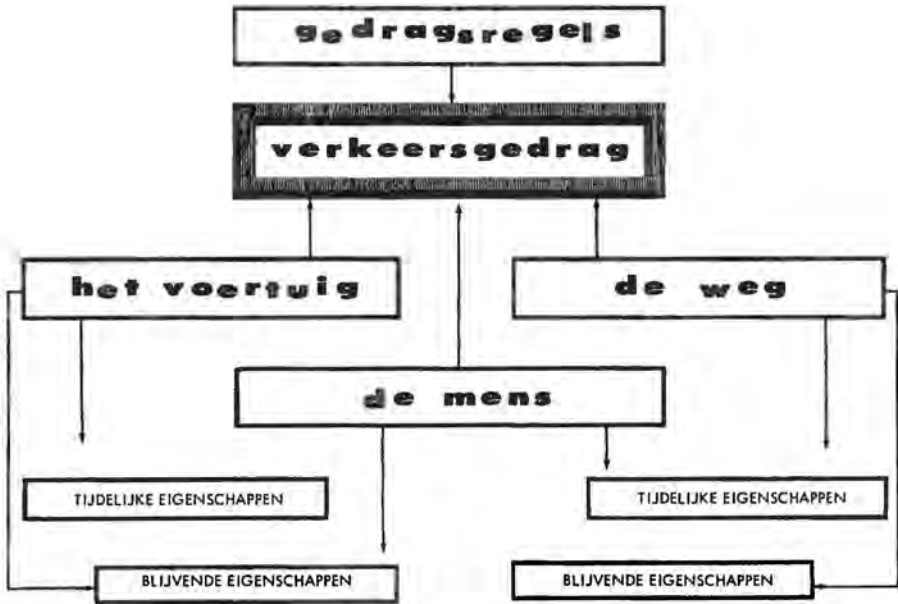 gedragsregels
verkeersgedrag
het voertuig
de weg
de mens
TIJDELIJKE EIGENSCHAPPEN
TIJDELIJKE EIGENSCHAPPEN
BLIJVENDE EIGENSCHAPPEN
BLIJVENDE EIGENSCHAPPEN